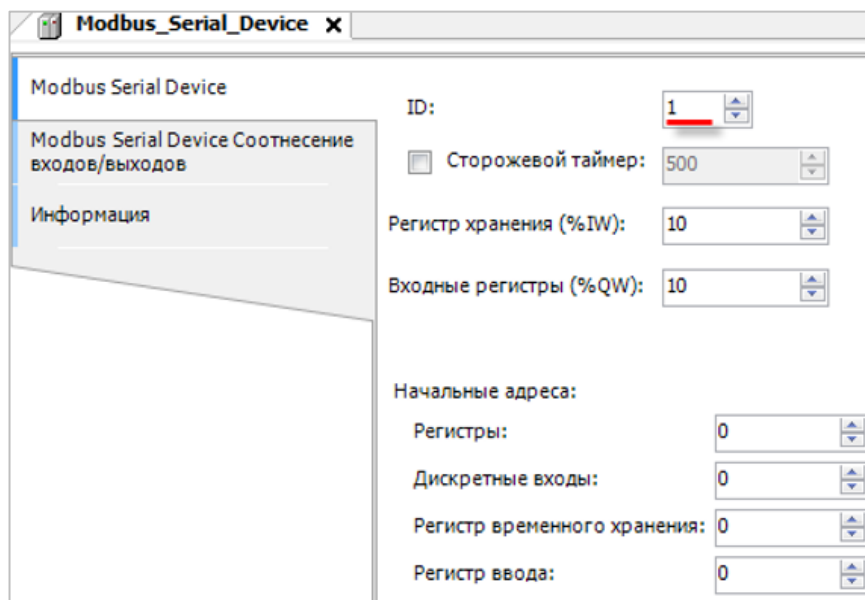 Modbus_Serial_Device X
Modbus Serial Device
Modbus Serial Device Соотнесение
входов/выходов
Информация
ID: 1
Сторожевой таймер: 500
Регистр хранения (%IW): 10
Входные регистры (%QW): 10
Начальные адреса:
Регистры: 0
Дискретные входы: 0
Регистр временного хранения: 0
Регистр ввода: 0